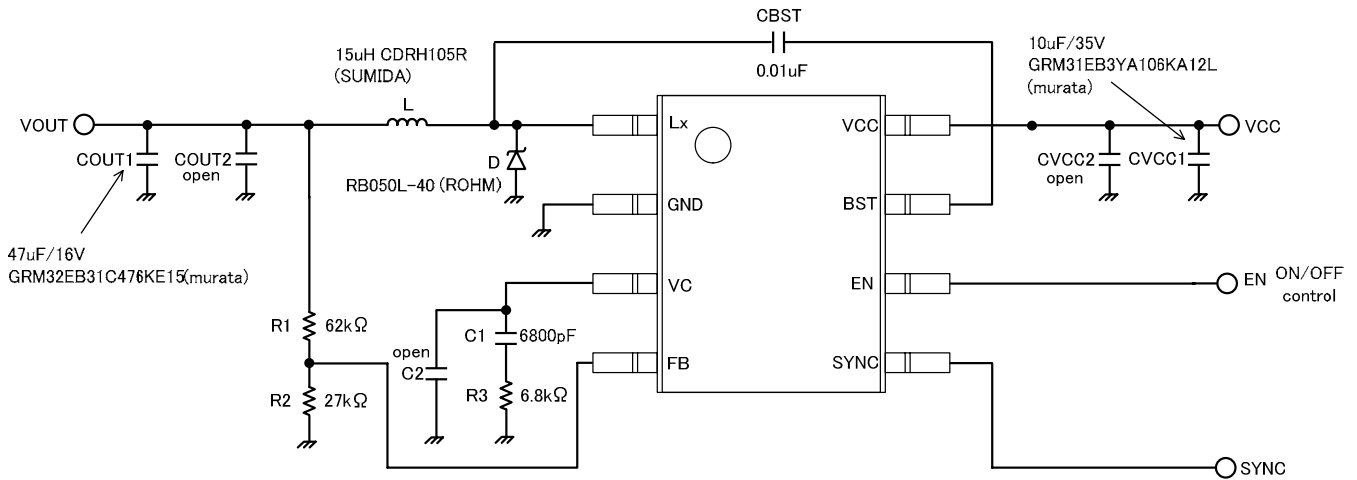 CBST
0.01uF
15uH CDRH105R
(SUMIDA)
L
10uF/35V
GRM31EB3YA106KA12L
(murata)
VOUT
COUT1
COUT2
open
D
RB050L-40 (ROHM)
Lx
VCC
VCC
CVCC2
open
CVCC1
GND
BST
47uF/16V
GRM32EB31C476KE15(murata)
VC
EN
EN
ON/OFF
control
R1
62kΩ
open
C2
C1
6800pF
FB
SYNC
R2
27kΩ
R3
6.8kΩ
SYNC